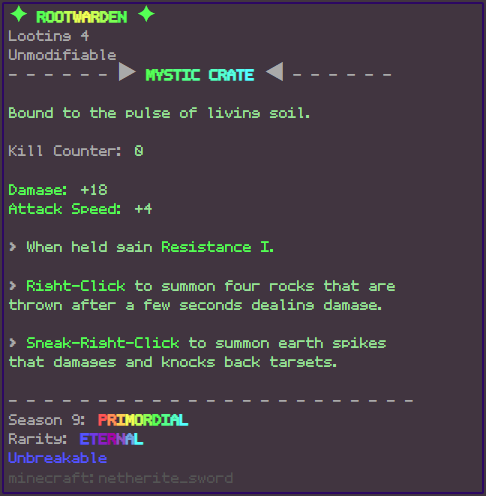 ✦ ROOTWARDEN ✦
Looting 4
Unmodifiable
- - - - - - ▶ MYSTIC CRATE ◀ - - - - - -
Bound to the pulse of living soil.
Kill Counter: 0
Damage: +18
Attack Speed: +4
> When held gain Resistance I.
> Right-Click to summon four rocks that are
thrown after a few seconds dealing damage.
> Sneak-Right-Click to summon earth spikes
that damages and knocks back targets.
- - - - - - - - - - - - - - - - - - - - - - -
Season 9: PRIMORDIAL
Rarity: ETERNAL
Unbreakable
minecraft:netherite_sword